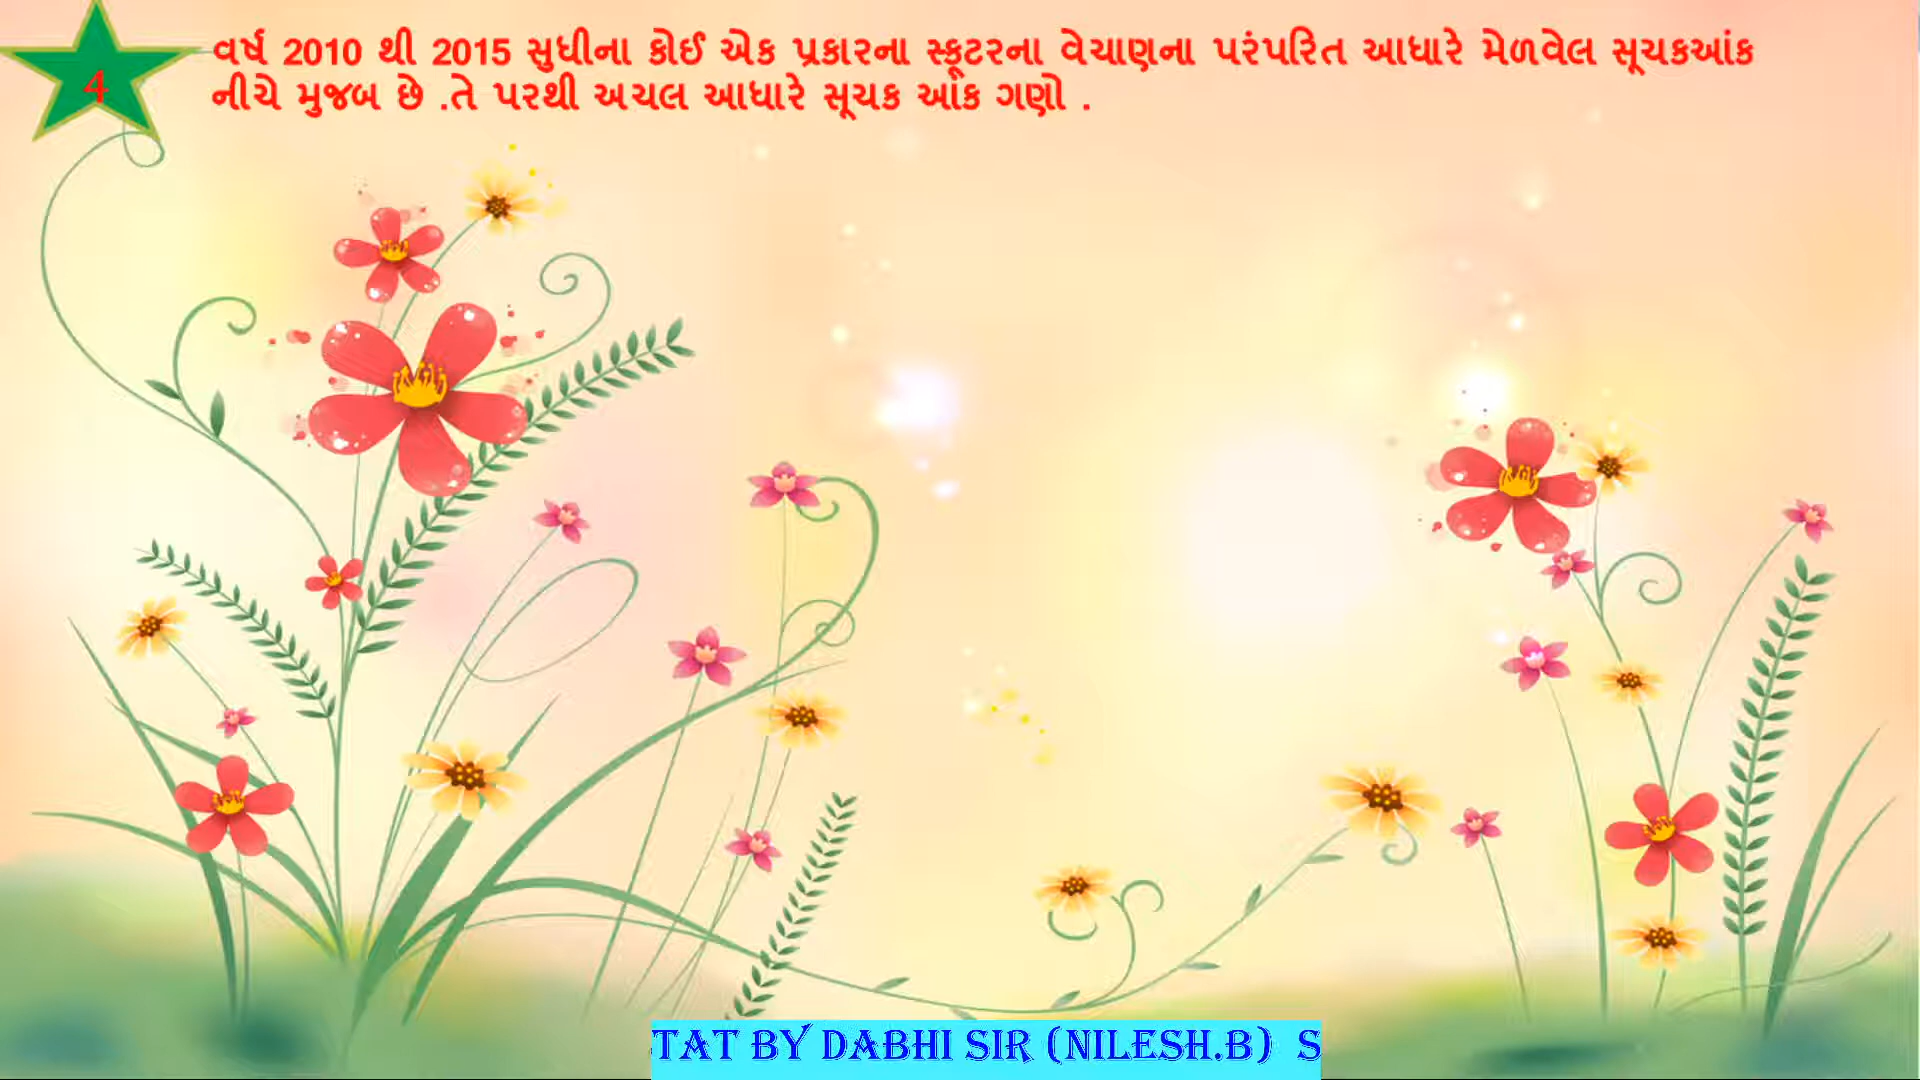 4
વર્ષ 2010 થી 2015 સુધીના કોઈ એક પ્રકારના સ્કૂટરના વેચાણના પરંપરિત આધારે મેળવેલ સૂચકઆંક
નીચે મુજબ છે .તે પરથી અચલ આધારે સૂચક આંક ગણો .
TAT BY DABHI SIR (NILESH.B)  S